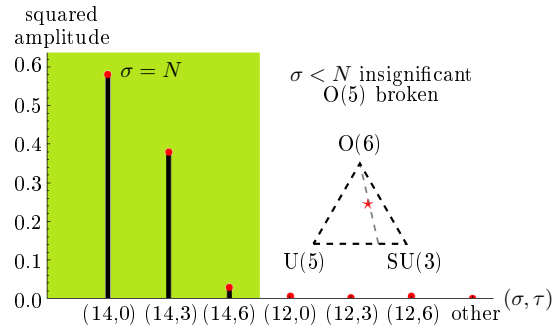 squared
amplitude
0.6
0.5
0.4
0.3
0.2
0.1
0.0
σ = N
σ < N insignificant
O(5) broken
O(6)
U(5)
SU(3)
(14,0) (14,3) (14,6) (12,0) (12,3) (12,6) other
(σ, τ)